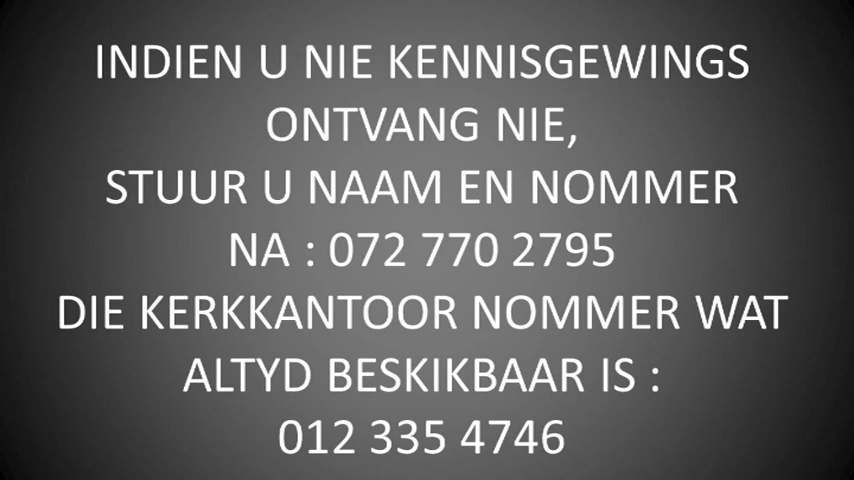 INDIEN U NIE KENNISGEWINGS
ONTVANG NIE,
STUUR U NAAM EN NOMMER
NA : 072 770 2795
DIE KERKKANTOOR NOMMER WAT
ALTYD BESKIKBAAR IS :
012 335 4746